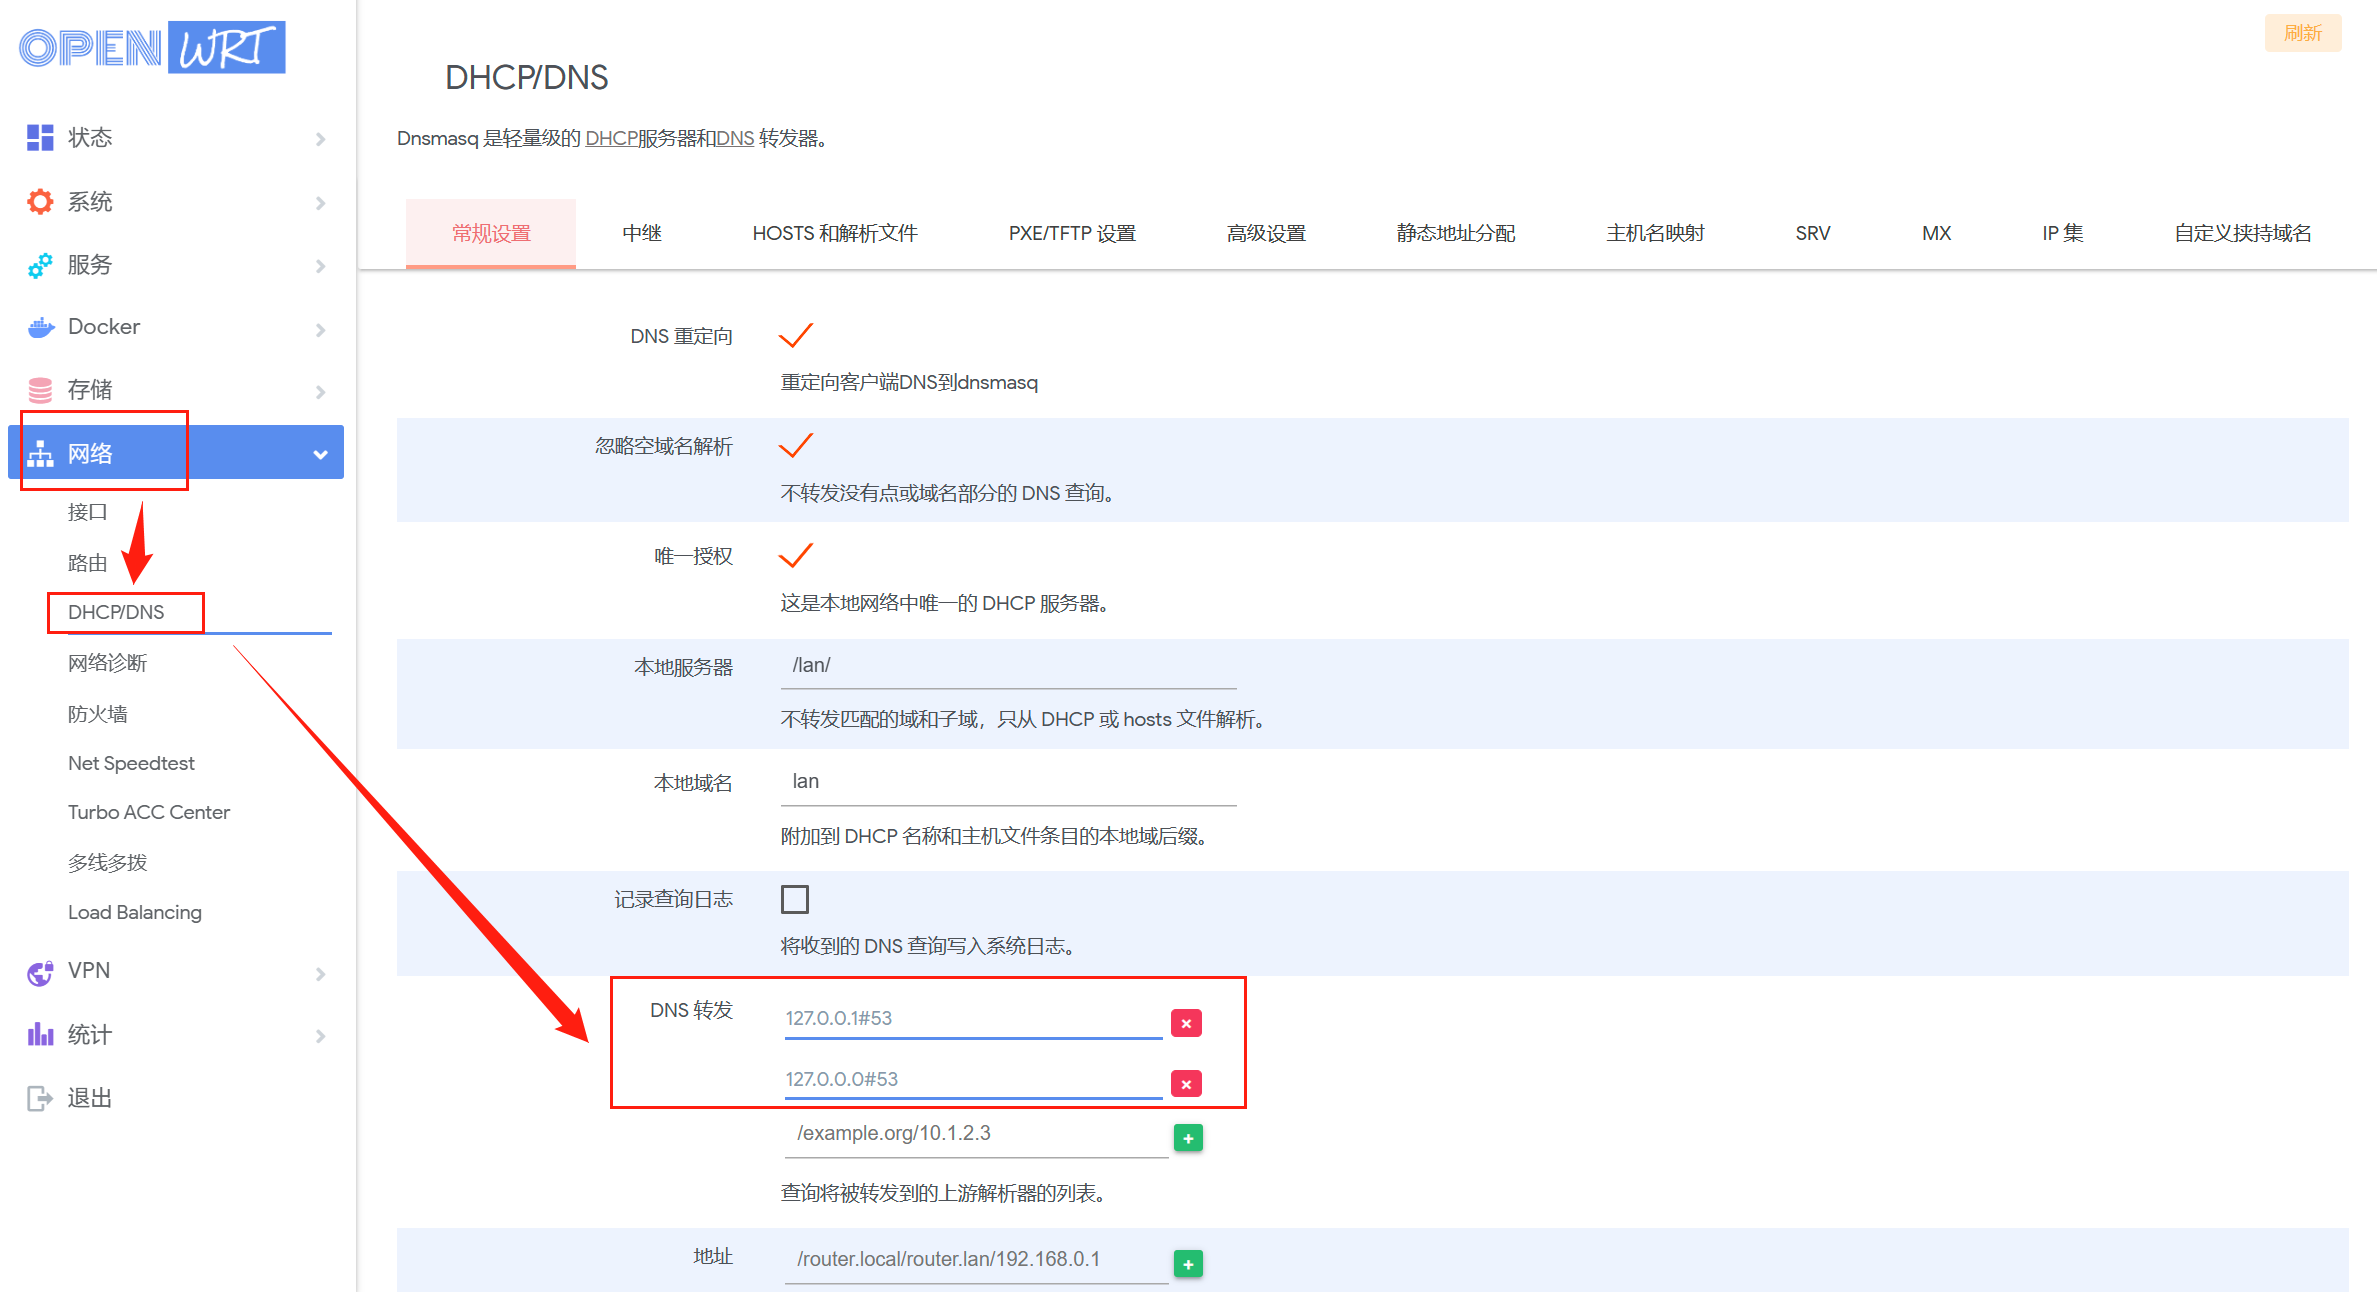 OPENWRT
刷新
状态
系统
服务
Docker
存储
网络
接口
路由
DHCP/DNS
网络诊断
防火墙
Net Speedtest
Turbo ACC Center
多线多拨
Load Balancing
VPN
统计
退出
DHCP/DNS
Dnsmasq 是轻量级的 DHCP服务器和DNS 转发器。
常规设置 中继 HOSTS 和解析文件 PXE/TFTP 设置 高级设置 静态地址分配 主机名映射 SRV MX IP 集 自定义挟持域名
DNS 重定向
重定向客户端DNS到dnsmasq
忽略空域名解析
不转发没有点或域名部分的 DNS 查询。
唯一授权
这是本地网络中唯一的 DHCP 服务器。
本地服务器 /lan/
不转发匹配的域和子域，只从 DHCP 或 hosts 文件解析。
本地域名 lan
附加到 DHCP 名称和主机文件条目的本地域后缀。
记录查询日志
将收到的 DNS 查询写入系统日志。
DNS 转发 127.0.0.1#53
127.0.0.0#53
/example.org/10.1.2.3
查询将被转发到的上游解析器的列表。
地址 /router.local/router.lan/192.168.0.1